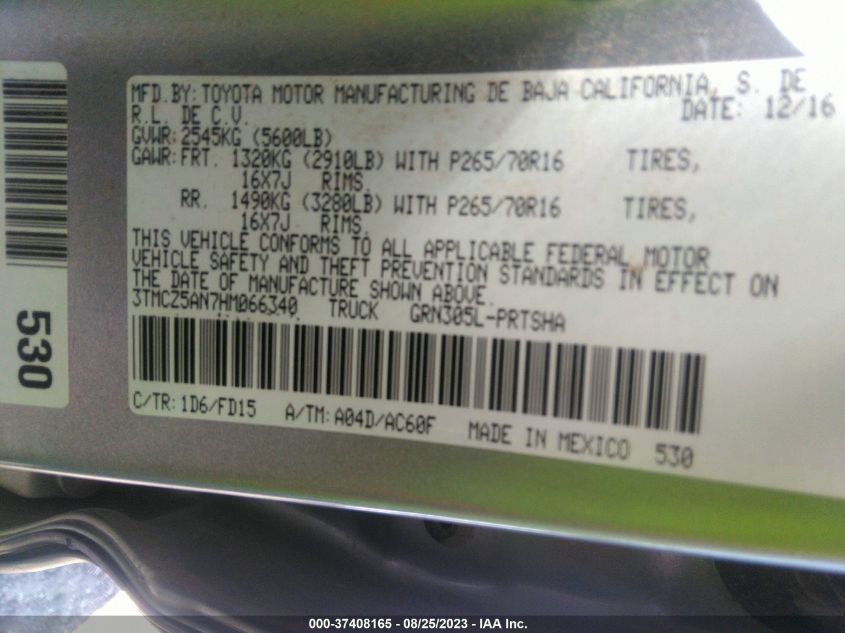 MFD.BY:TOYOTA MOTOR MANUFACTURING DE BAJA CALIFORNIA, S. DE
R.L. DE C.V. DATE: 12/16
GVWR:2545KG (5600LB)
GAWR:FRT. 1320KG (2910LB) WITH P265/70R16 TIRES,
16X7J RIMS.
RR. 1490KG (3280LB) WITH P265/70R16 TIRES,
16X7J RIMS.
THIS VEHICLE CONFORMS TO ALL APPLICABLE FEDERAL MOTOR
VEHICLE SAFETY AND THEFT PREVENTION STANDARDS IN EFFECT ON
THE DATE OF MANUFACTURE SHOWN ABOVE.
3TMCZ5AN7HM066340 TRUCK GRN305L-PRTSHA
C/TR:1D6/FD15 A/TM:A04D/AC60F MADE IN MEXICO 530
530
000-37408165 - 08/25/2023 - IAA Inc.